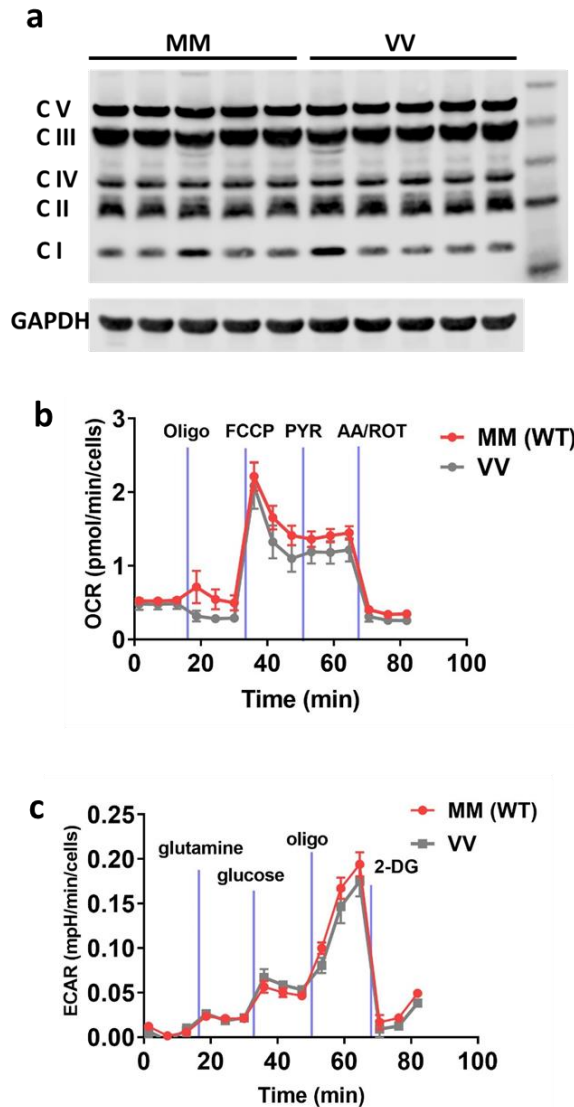 a
MM VV
C V
C III
C IV
C II
C I
GAPDH
b
Oligo FCCP PYR AA/ROT
MM (WT)
VV
OCR (pmol/min/cells)
3
2
1
0
0 20 40 60 80 100
Time (min)
c
glutamine
glucose
oligo
2-DG
MM (WT)
VV
ECAR (mpH/min/cells)
0.25
0.20
0.15
0.10
0.05
0.00
0 20 40 60 80 100
Time (min)